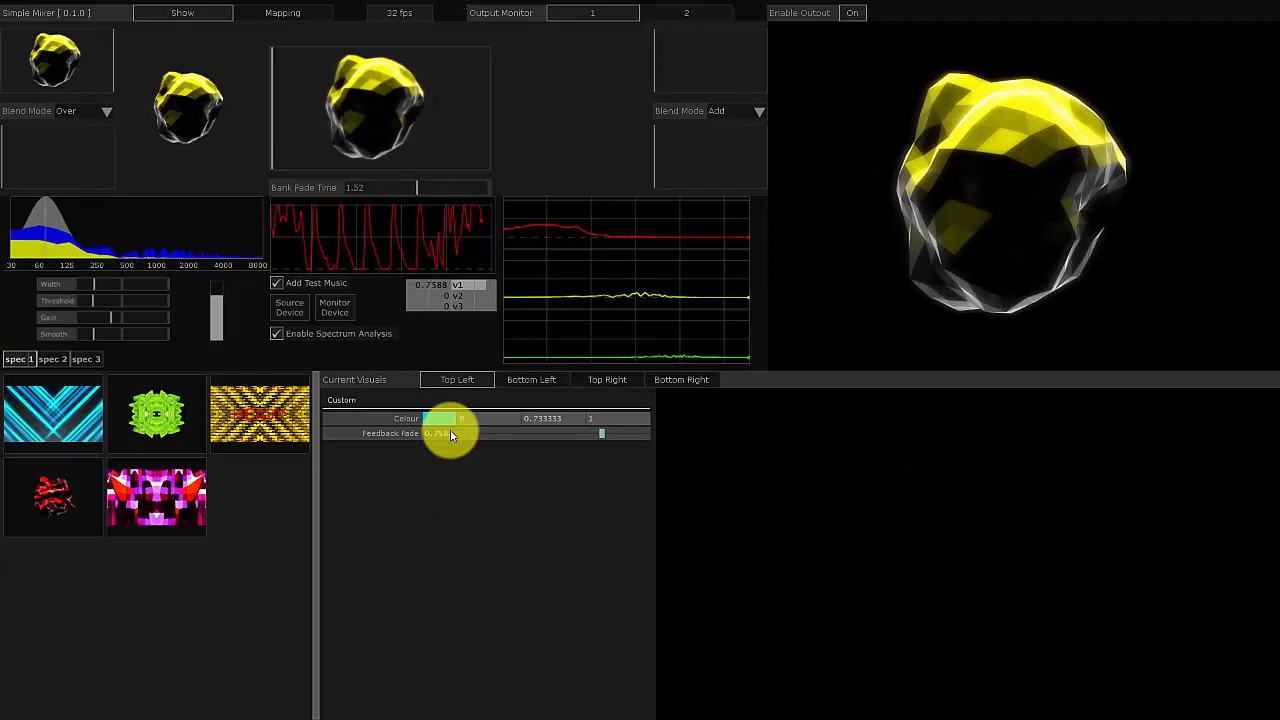 Simple Mixer [ 0.1.0 ] Show Mapping 32 fps Output Monitor 1 2 Enable Output On
Blend Mode Over
Blend Mode Add
Bank Fade Time 1.52
30 60 125 250 500 1000 2000 4000 8000
Width
Threshold
Gain
Smooth
spec 1 spec 2 spec 3
Add Test Music
Source Device
Monitor Device
Enable Spectrum Analysis
0.7588 v1
0 v2
0 v3
HEAVY
Current Visuals Top Left Bottom Left Top Right Bottom Right
Custom
Colour 0 0.733333 1
Feedback Fade